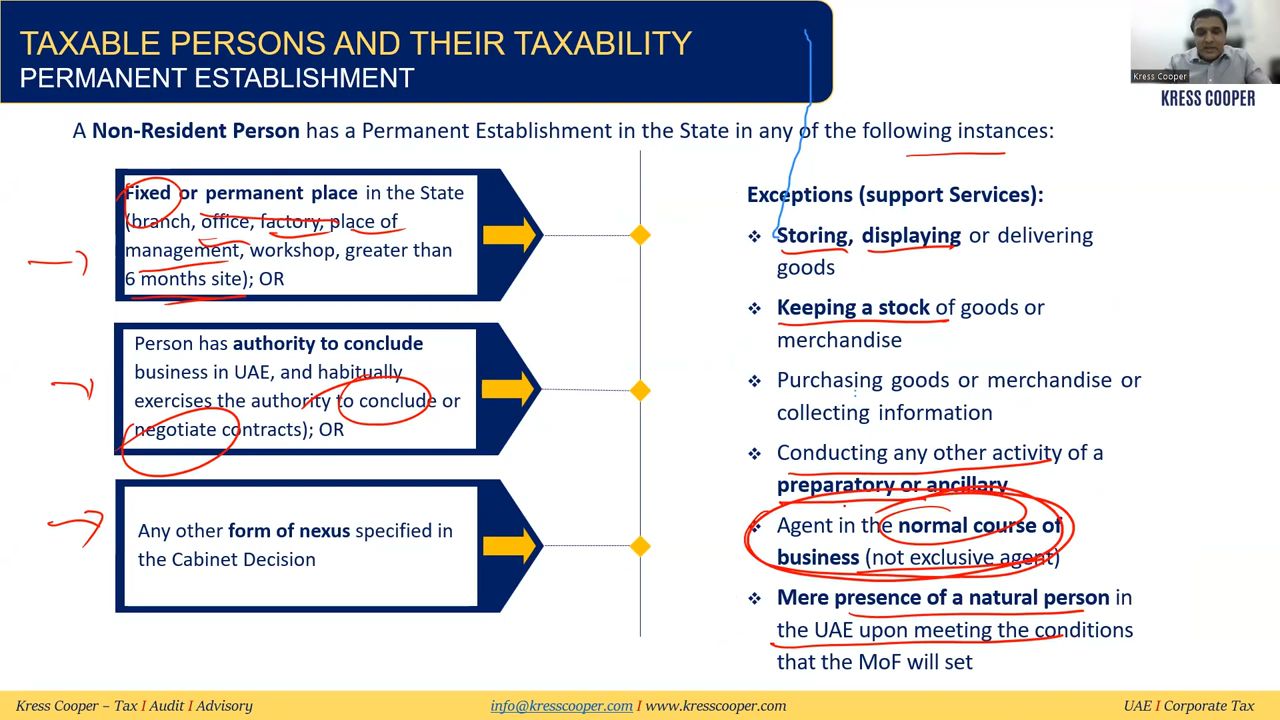 TAXABLE PERSONS AND THEIR TAXABILITY
PERMANENT ESTABLISHMENT
Kress Cooper
KRESS COOPER
A Non-Resident Person has a Permanent Establishment in the State in any of the following instances:
Fixed or permanent place in the State
(branch, office, factory, place of
management, workshop, greater than
6 months site); OR
Person has authority to conclude
business in UAE, and habitually
exercises the authority to conclude or
negotiate contracts); OR
Any other form of nexus specified in
the Cabinet Decision
Exceptions (support Services):
❖ Storing, displaying or delivering
goods
❖ Keeping a stock of goods or
merchandise
❖ Purchasing goods or merchandise or
collecting information
❖ Conducting any other activity of a
preparatory or ancillary
❖ Agent in the normal course of
business (not exclusive agent)
❖ Mere presence of a natural person in
the UAE upon meeting the conditions
that the MoF will set
Kress Cooper – Tax I Audit I Advisory
info@kresscooper.com I www.kresscooper.com
UAE I Corporate Tax